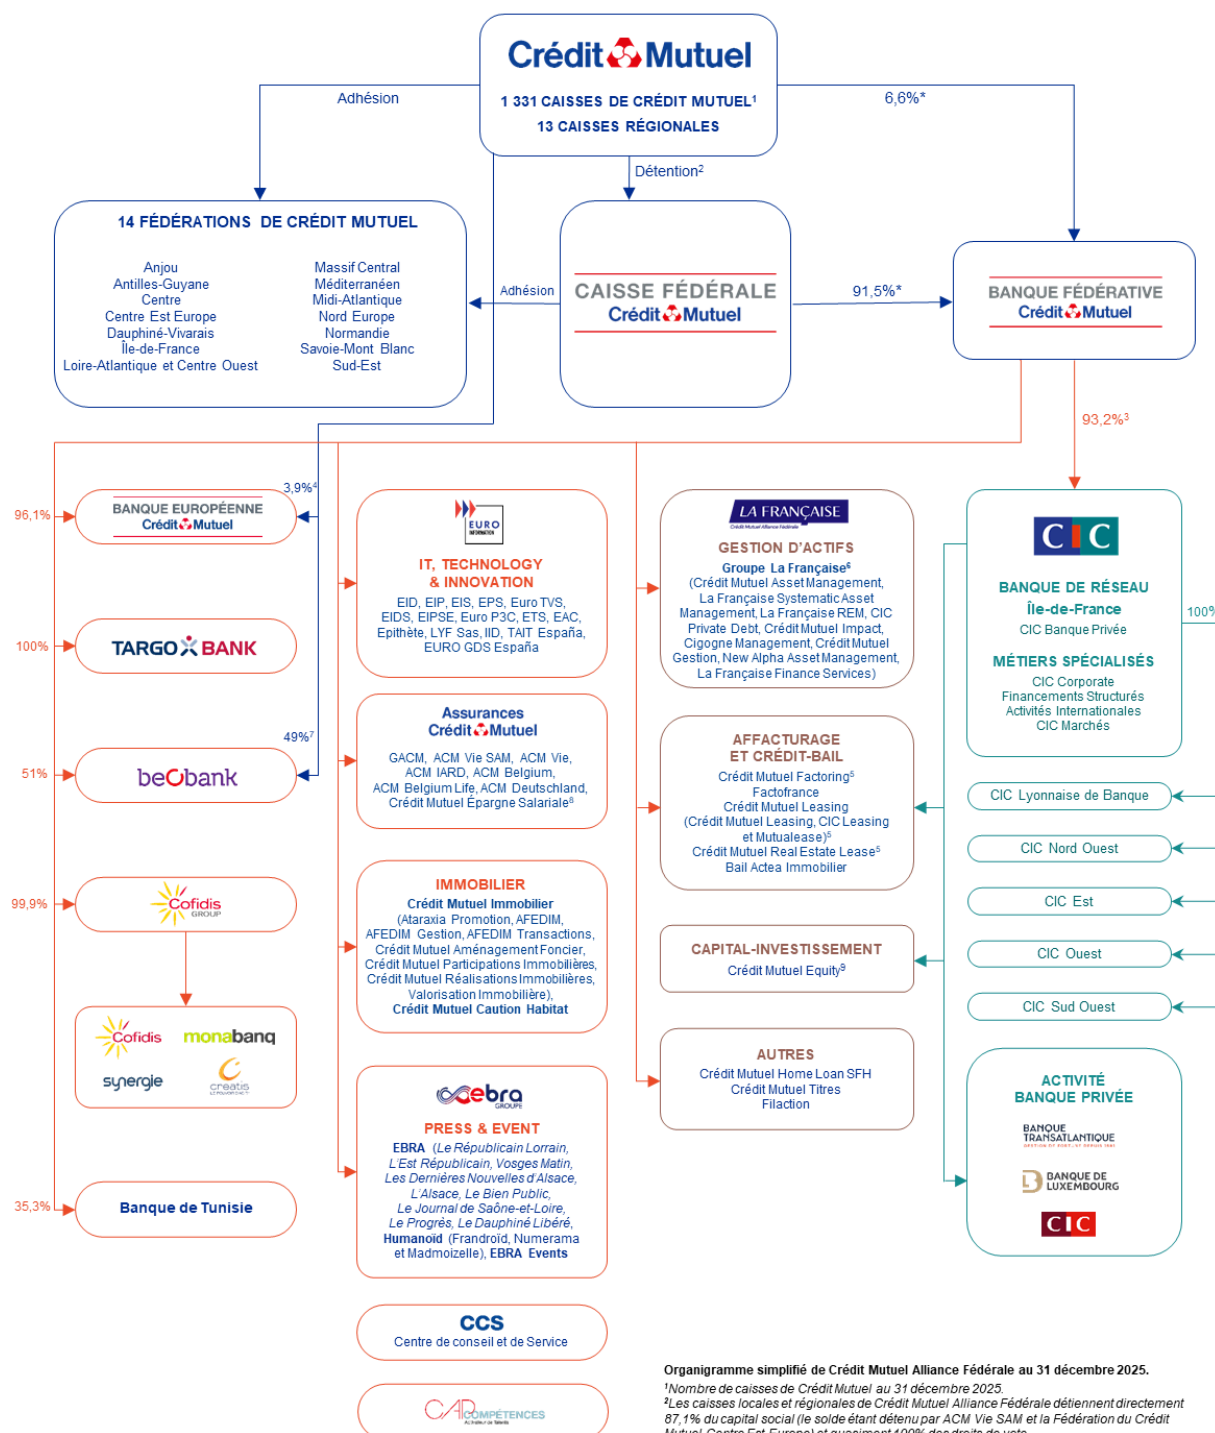 Crédit Mutuel
1 331 CAISSES DE CRÉDIT MUTUEL¹
13 CAISSES RÉGIONALES
Adhésion
6,6%*
Détention²
14 FÉDÉRATIONS DE CRÉDIT MUTUEL
Anjou
Antilles-Guyane
Centre
Centre Est Europe
Dauphiné-Vivarais
Île-de-France
Loire-Atlantique et Centre Ouest
Massif Central
Méditerranéen
Midi-Atlantique
Nord Europe
Normandie
Savoie-Mont Blanc
Sud-Est
Adhésion
CAISSE FÉDÉRALE
Crédit Mutuel
91,5%*
BANQUE FÉDÉRATIVE
Crédit Mutuel
93,2%³
96,1%
3,9%⁴
BANQUE EUROPÉENNE
Crédit Mutuel
100%
TARGO BANK
51%
49%⁷
beobank
99,9%
Cofidis
GROUP
Cofidis
monabanq
synergie
creatis
35,3%
Banque de Tunisie
EURO
INFORMATION
IT, TECHNOLOGY
& INNOVATION
EID, EIP, EIS, EPS, Euro TVS,
EIDS, EIPSE, Euro P3C, ETS, EAC,
Epithète, LYF Sas, IID, TAIT España,
EURO GDS España
Assurances
Crédit Mutuel
GACM, ACM Vie SAM, ACM Vie,
ACM IARD, ACM Belgium,
ACM Belgium Life, ACM Deutschland,
Crédit Mutuel Épargne Salariale⁸
IMMOBILIER
Crédit Mutuel Immobilier
(Ataraxia Promotion, AFEDIM,
AFEDIM Gestion, AFEDIM Transactions,
Crédit Mutuel Aménagement Foncier,
Crédit Mutuel Participations Immobilières,
Crédit Mutuel Réalisations Immobilières,
Valorisation Immobilière),
Crédit Mutuel Caution Habitat
ebra
GROUPE
PRESS & EVENT
EBRA (Le Républicain Lorrain,
L'Est Républicain, Vosges Matin,
Les Dernières Nouvelles d'Alsace,
L'Alsace, Le Bien Public,
Le Journal de Saône-et-Loire,
Le Progrès, Le Dauphiné Libéré,
Humanoïd (Frandroïd, Numerama
et Madmoizelle), EBRA Events
CCS
Centre de conseil et de Service
CAP COMPÉTENCES
LA FRANÇAISE
Crédit Mutuel Alliance Fédérale
GESTION D'ACTIFS
Groupe La Française⁶
(Crédit Mutuel Asset Management,
La Française Systematic Asset
Management, La Française REM, CIC
Private Debt, Crédit Mutuel Impact,
Cigogne Management, Crédit Mutuel
Gestion, New Alpha Asset Management,
La Française Finance Services)
AFFACTURAGE
ET CRÉDIT-BAIL
Crédit Mutuel Factoring⁵
Factofrance
Crédit Mutuel Leasing
(Crédit Mutuel Leasing, CIC Leasing
et Mutualease)⁵
Crédit Mutuel Real Estate Lease⁵
Bail Actea Immobilier
CAPITAL-INVESTISSEMENT
Crédit Mutuel Equity⁹
AUTRES
Crédit Mutuel Home Loan SFH
Crédit Mutuel Titres
Filaction
CIC
BANQUE DE RÉSEAU
Île-de-France
CIC Banque Privée
MÉTIERS SPÉCIALISÉS
CIC Corporate
Financements Structurés
Activités Internationales
CIC Marchés
100%
CIC Lyonnaise de Banque
CIC Nord Ouest
CIC Est
CIC Ouest
CIC Sud Ouest
ACTIVITÉ
BANQUE PRIVÉE
BANQUE
TRANSATLANTIQUE
BANQUE DE
LUXEMBOURG
CIC
Organigramme simplifié de Crédit Mutuel Alliance Fédérale au 31 décembre 2025.
¹Nombre de caisses de Crédit Mutuel au 31 décembre 2025.
²Les caisses locales et régionales de Crédit Mutuel Alliance Fédérale détiennent directement
87,1% du capital social (le solde étant détenu par ACM Vie SAM et la Fédération du Crédit
Mutuel Centre Est Europe) et quasiment 100% des droits de vote.